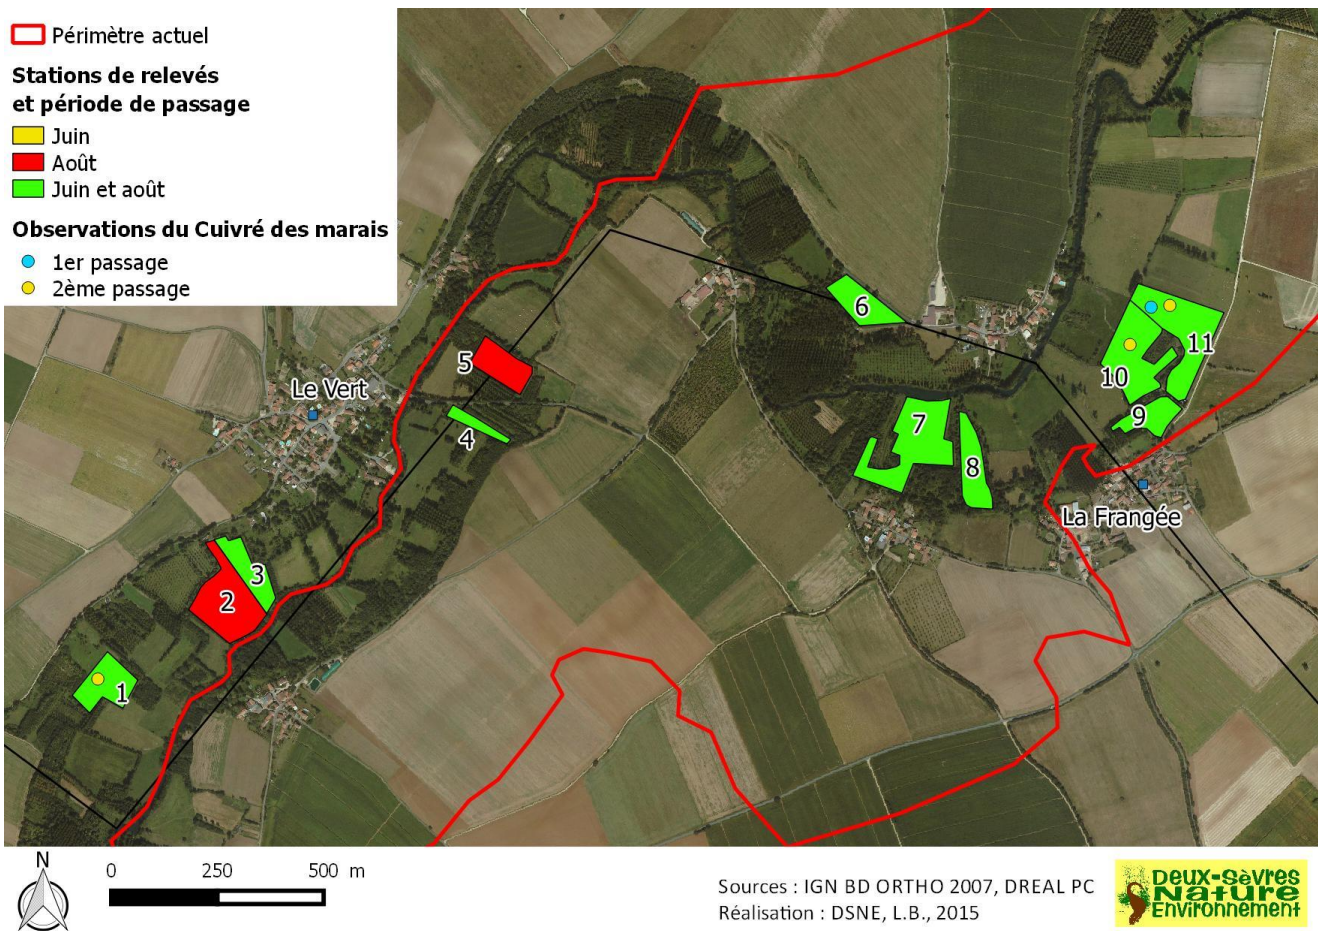 Périmètre actuel
Stations de relevés
et période de passage
Juin
Août
Juin et août
Observations du Cuivré des marais
1er passage
2ème passage
6
11
5
Le Vert
10
9
4
7
8
La Frangée
3
2
1
N
0 250 500 m
Sources : IGN BD ORTHO 2007, DREAL PC
Réalisation : DSNE, L.B., 2015
Deux-Sèvres
Nature
Environnement